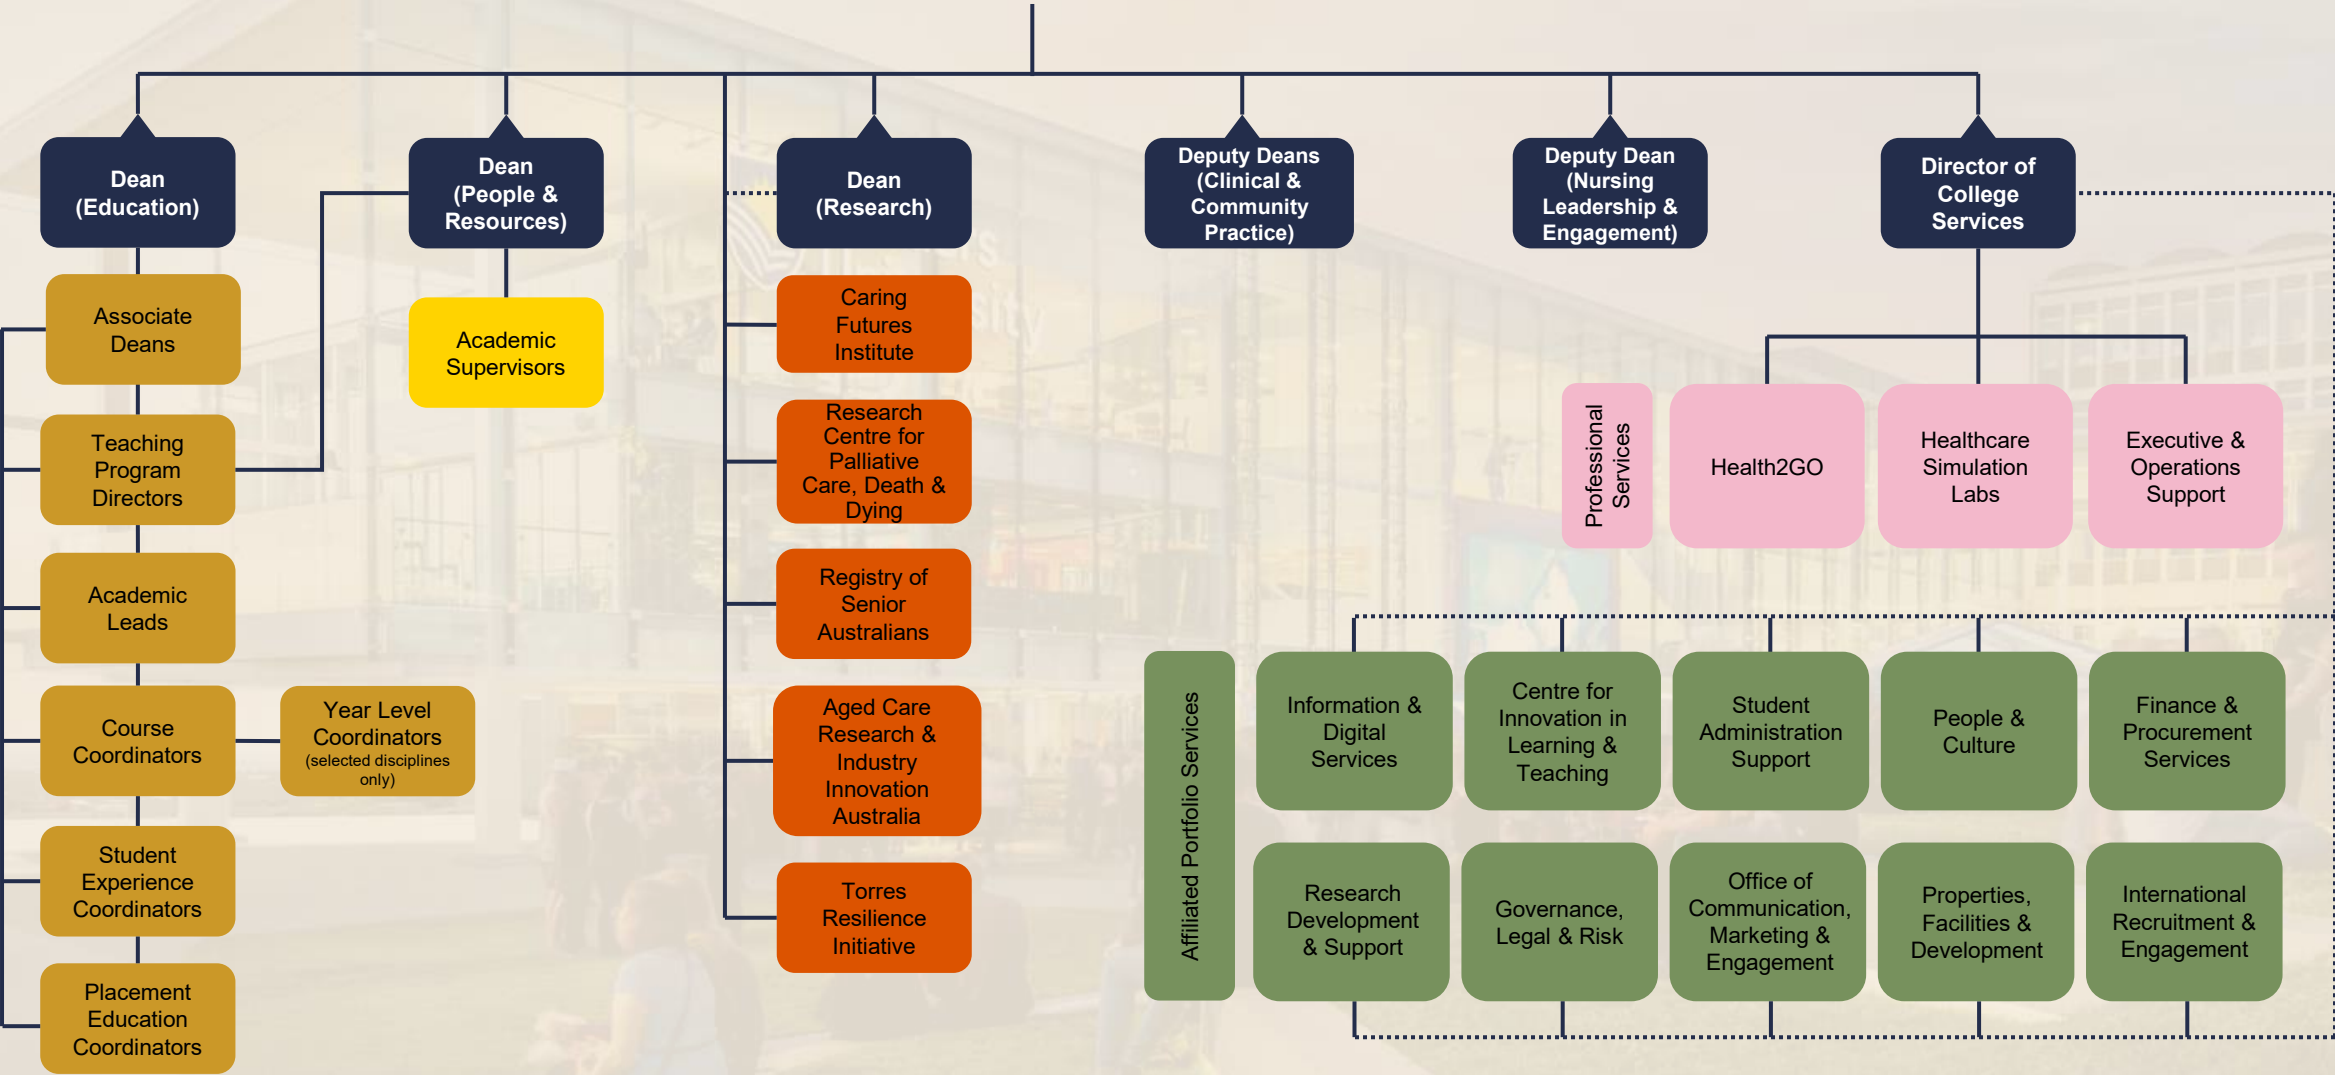 Dean
(Education)
Dean
(People &
Resources)
Dean
(Research)
Deputy Deans
(Clinical &
Community
Practice)
Deputy Dean
(Nursing
Leadership &
Engagement)
Director of
College
Services
Associate
Deans
Teaching
Program
Directors
Academic
Leads
Course
Coordinators
Year Level
Coordinators
(selected disciplines
only)
Student
Experience
Coordinators
Placement
Education
Coordinators
Academic
Supervisors
Caring
Futures
Institute
Research
Centre for
Palliative
Care, Death &
Dying
Registry of
Senior
Australians
Aged Care
Research &
Industry
Innovation
Australia
Torres
Resilience
Initiative
Professional
Services
Health2GO
Healthcare
Simulation
Labs
Executive &
Operations
Support
Affiliated Portfolio Services
Information &
Digital
Services
Centre for
Innovation in
Learning &
Teaching
Student
Administration
Support
People &
Culture
Finance &
Procurement
Services
Research
Development
& Support
Governance,
Legal & Risk
Office of
Communication,
Marketing &
Engagement
Properties,
Facilities &
Development
International
Recruitment &
Engagement